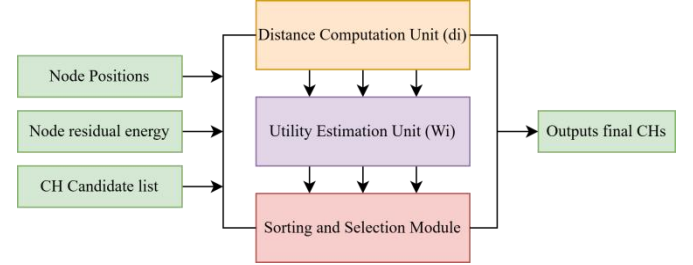 Distance Computation Unit (di)
Node Positions
Node residual energy
Utility Estimation Unit (Wi)
Outputs final CHs
CH Candidate list
Sorting and Selection Module